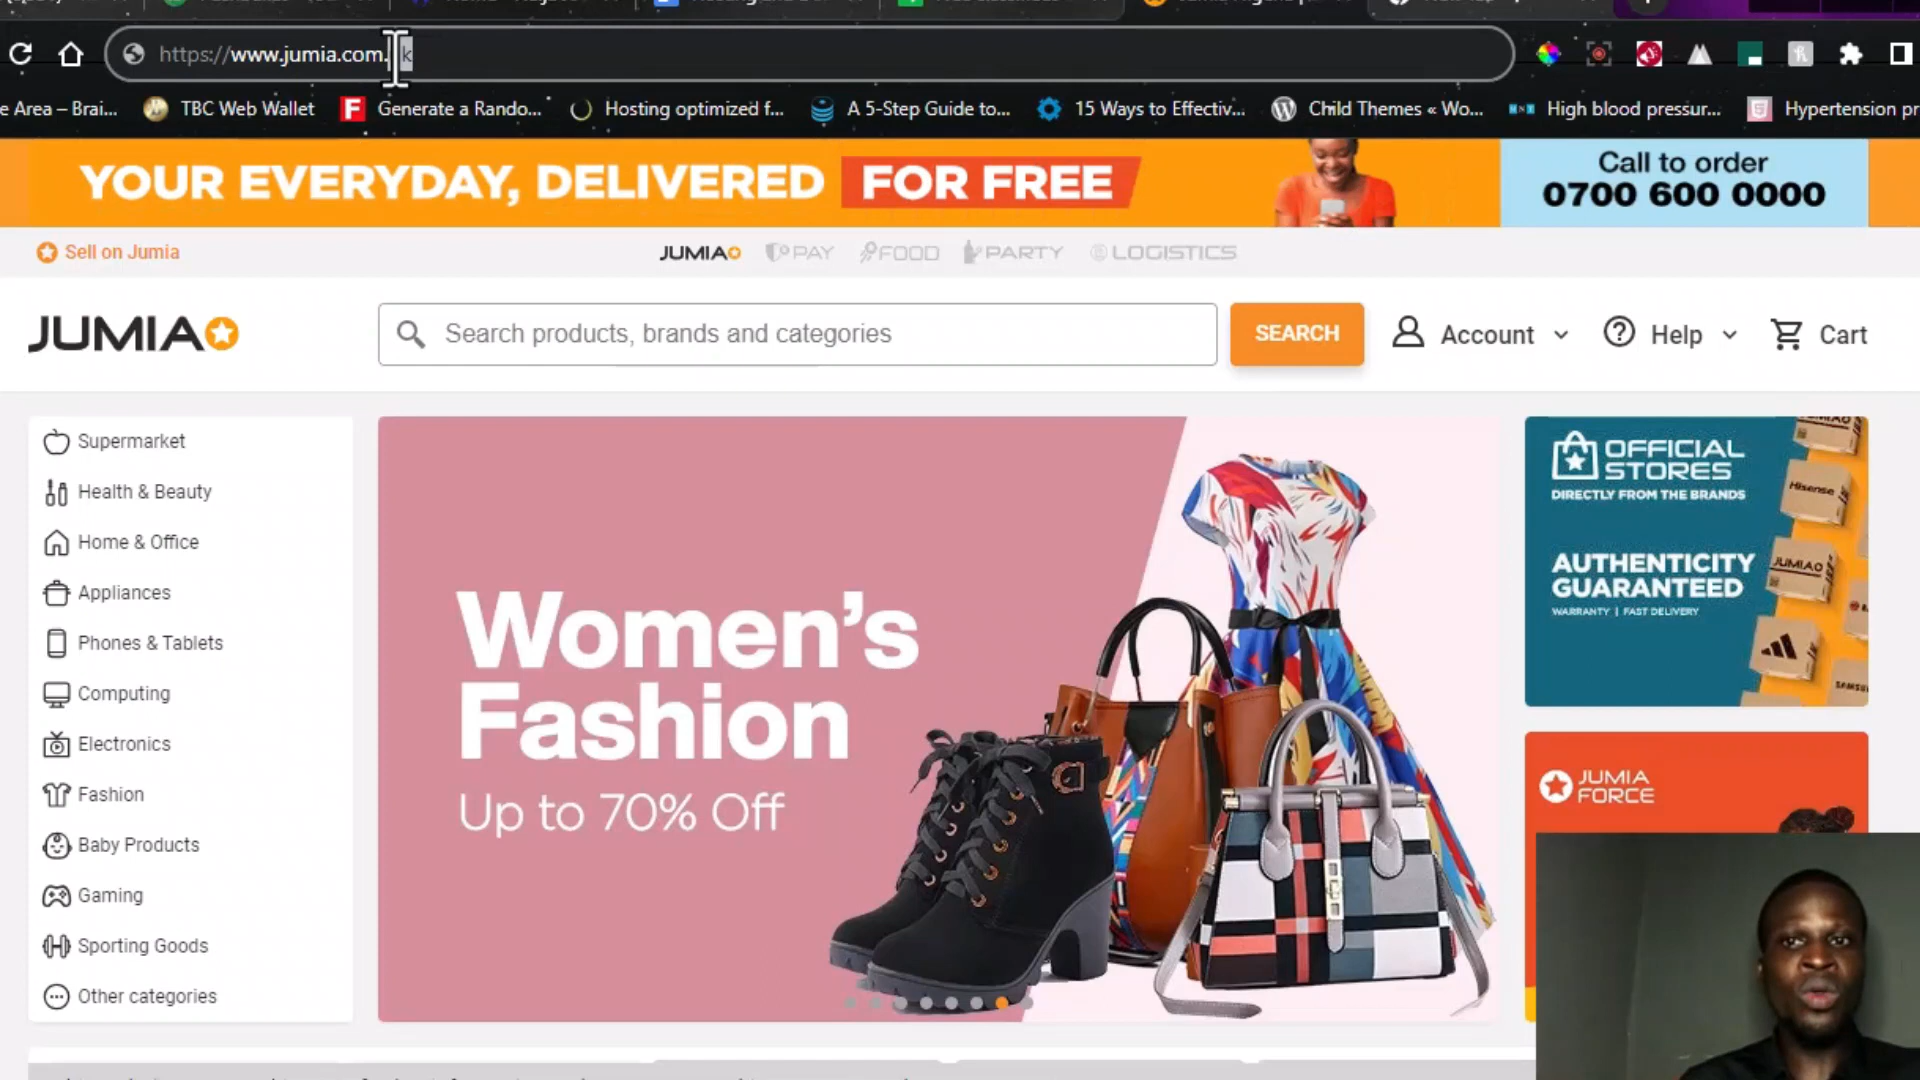 https://www.jumia.com.
k
e Area – Brai...
TBC Web Wallet
Generate a Rando...
Hosting optimized f...
A 5-Step Guide to...
15 Ways to Effectiv...
Child Themes « Wo...
High blood pressur...
Hypertension pr
YOUR EVERYDAY, DELIVERED FOR FREE
Call to order
0700 600 0000
Sell on Jumia
JUMIA
PAY
FOOD
PARTY
LOGISTICS
JUMIA
Search products, brands and categories
SEARCH
Account
Help
Cart
Supermarket
Health & Beauty
Home & Office
Appliances
Phones & Tablets
Computing
Electronics
Fashion
Baby Products
Gaming
Sporting Goods
Other categories
Women's
Fashion
Up to 70% Off
OFFICIAL
STORES
DIRECTLY FROM THE BRANDS
AUTHENTICITY
GUARANTEED
WARRANTY | FAST DELIVERY
Hisense
JUMIA
JUMIA
FORCE